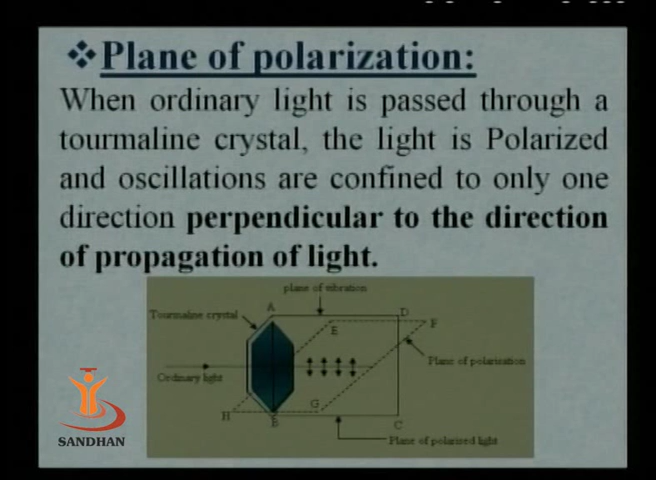 ❖Plane of polarization:
When ordinary light is passed through a
tourmaline crystal, the light is Polarized
and oscillations are confined to only one
direction perpendicular to the direction
of propagation of light.
plane of vibration
Tourmaline crystal
A
D
E
F
Plane of polarization
Ordinary light
G
H
B
C
Plane of polarised light
SANDHAN